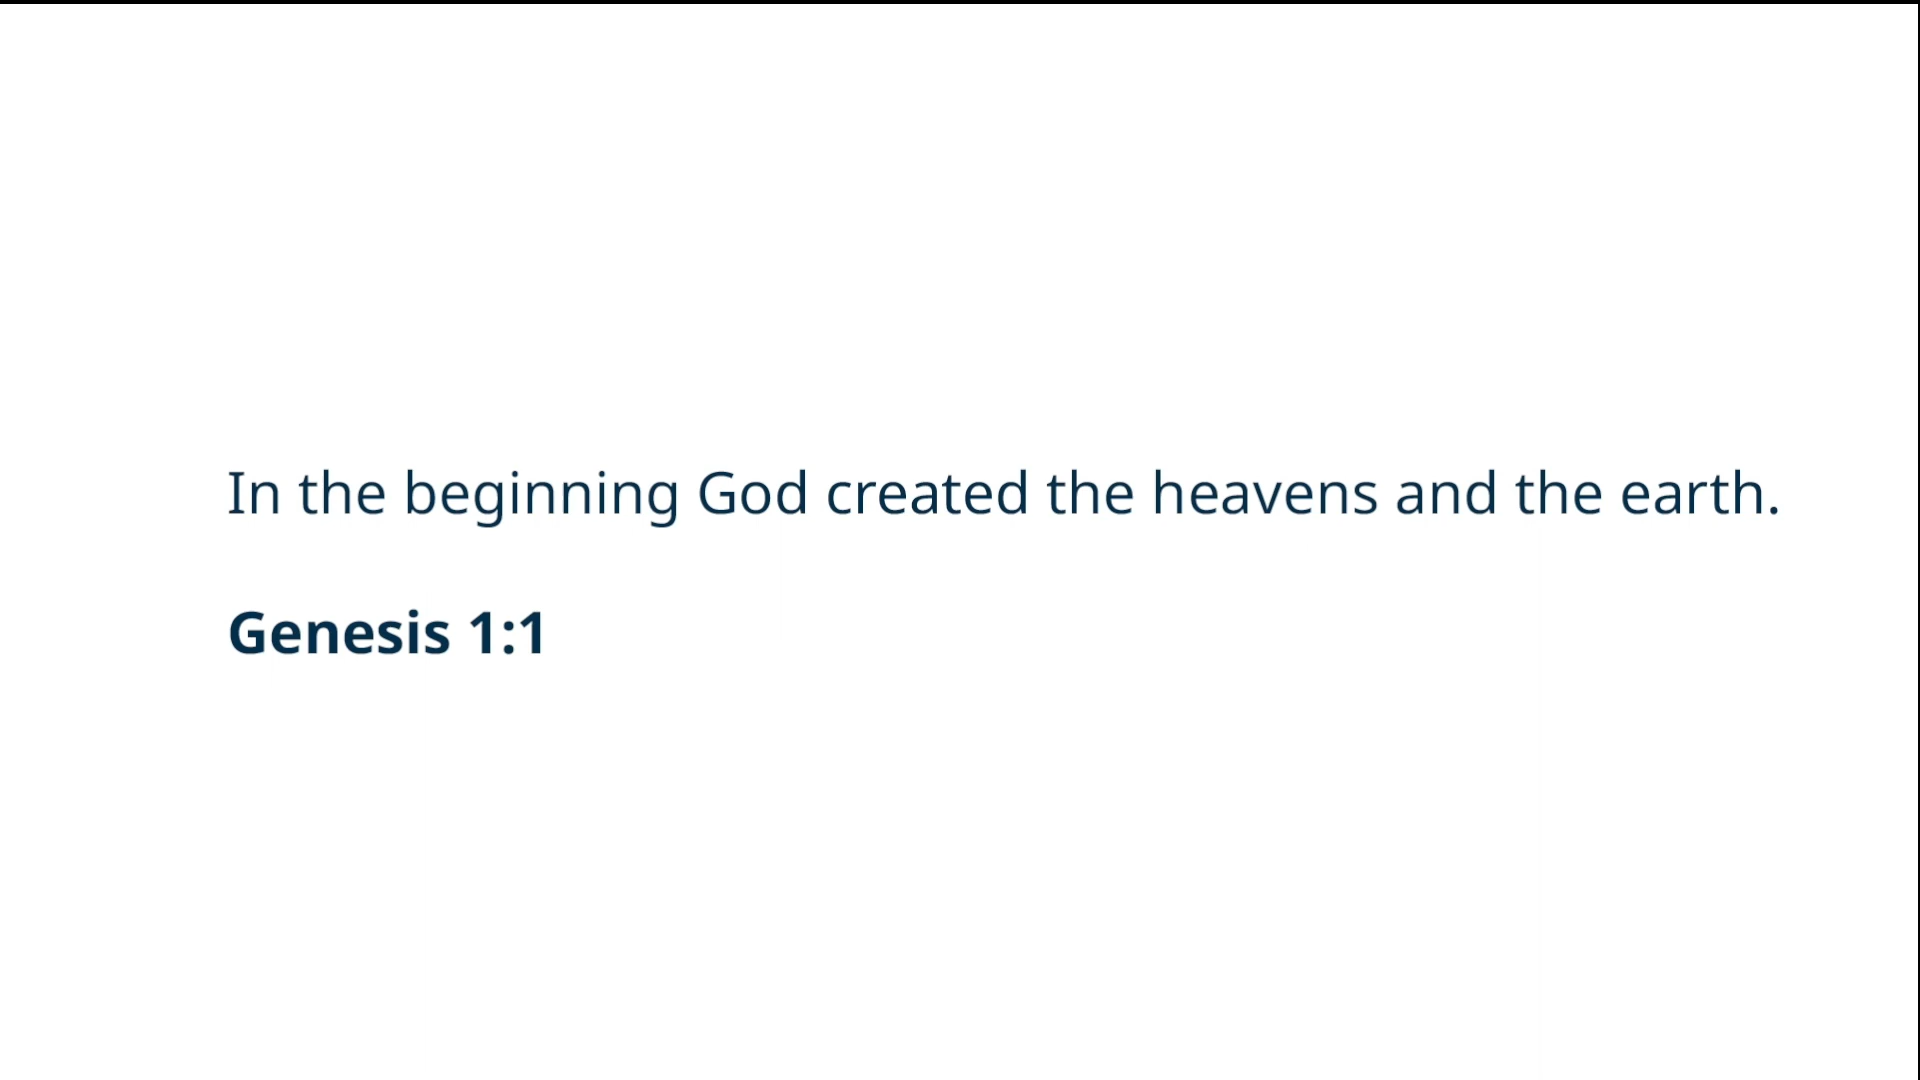 In the beginning God created the heavens and the earth.
Genesis 1:1